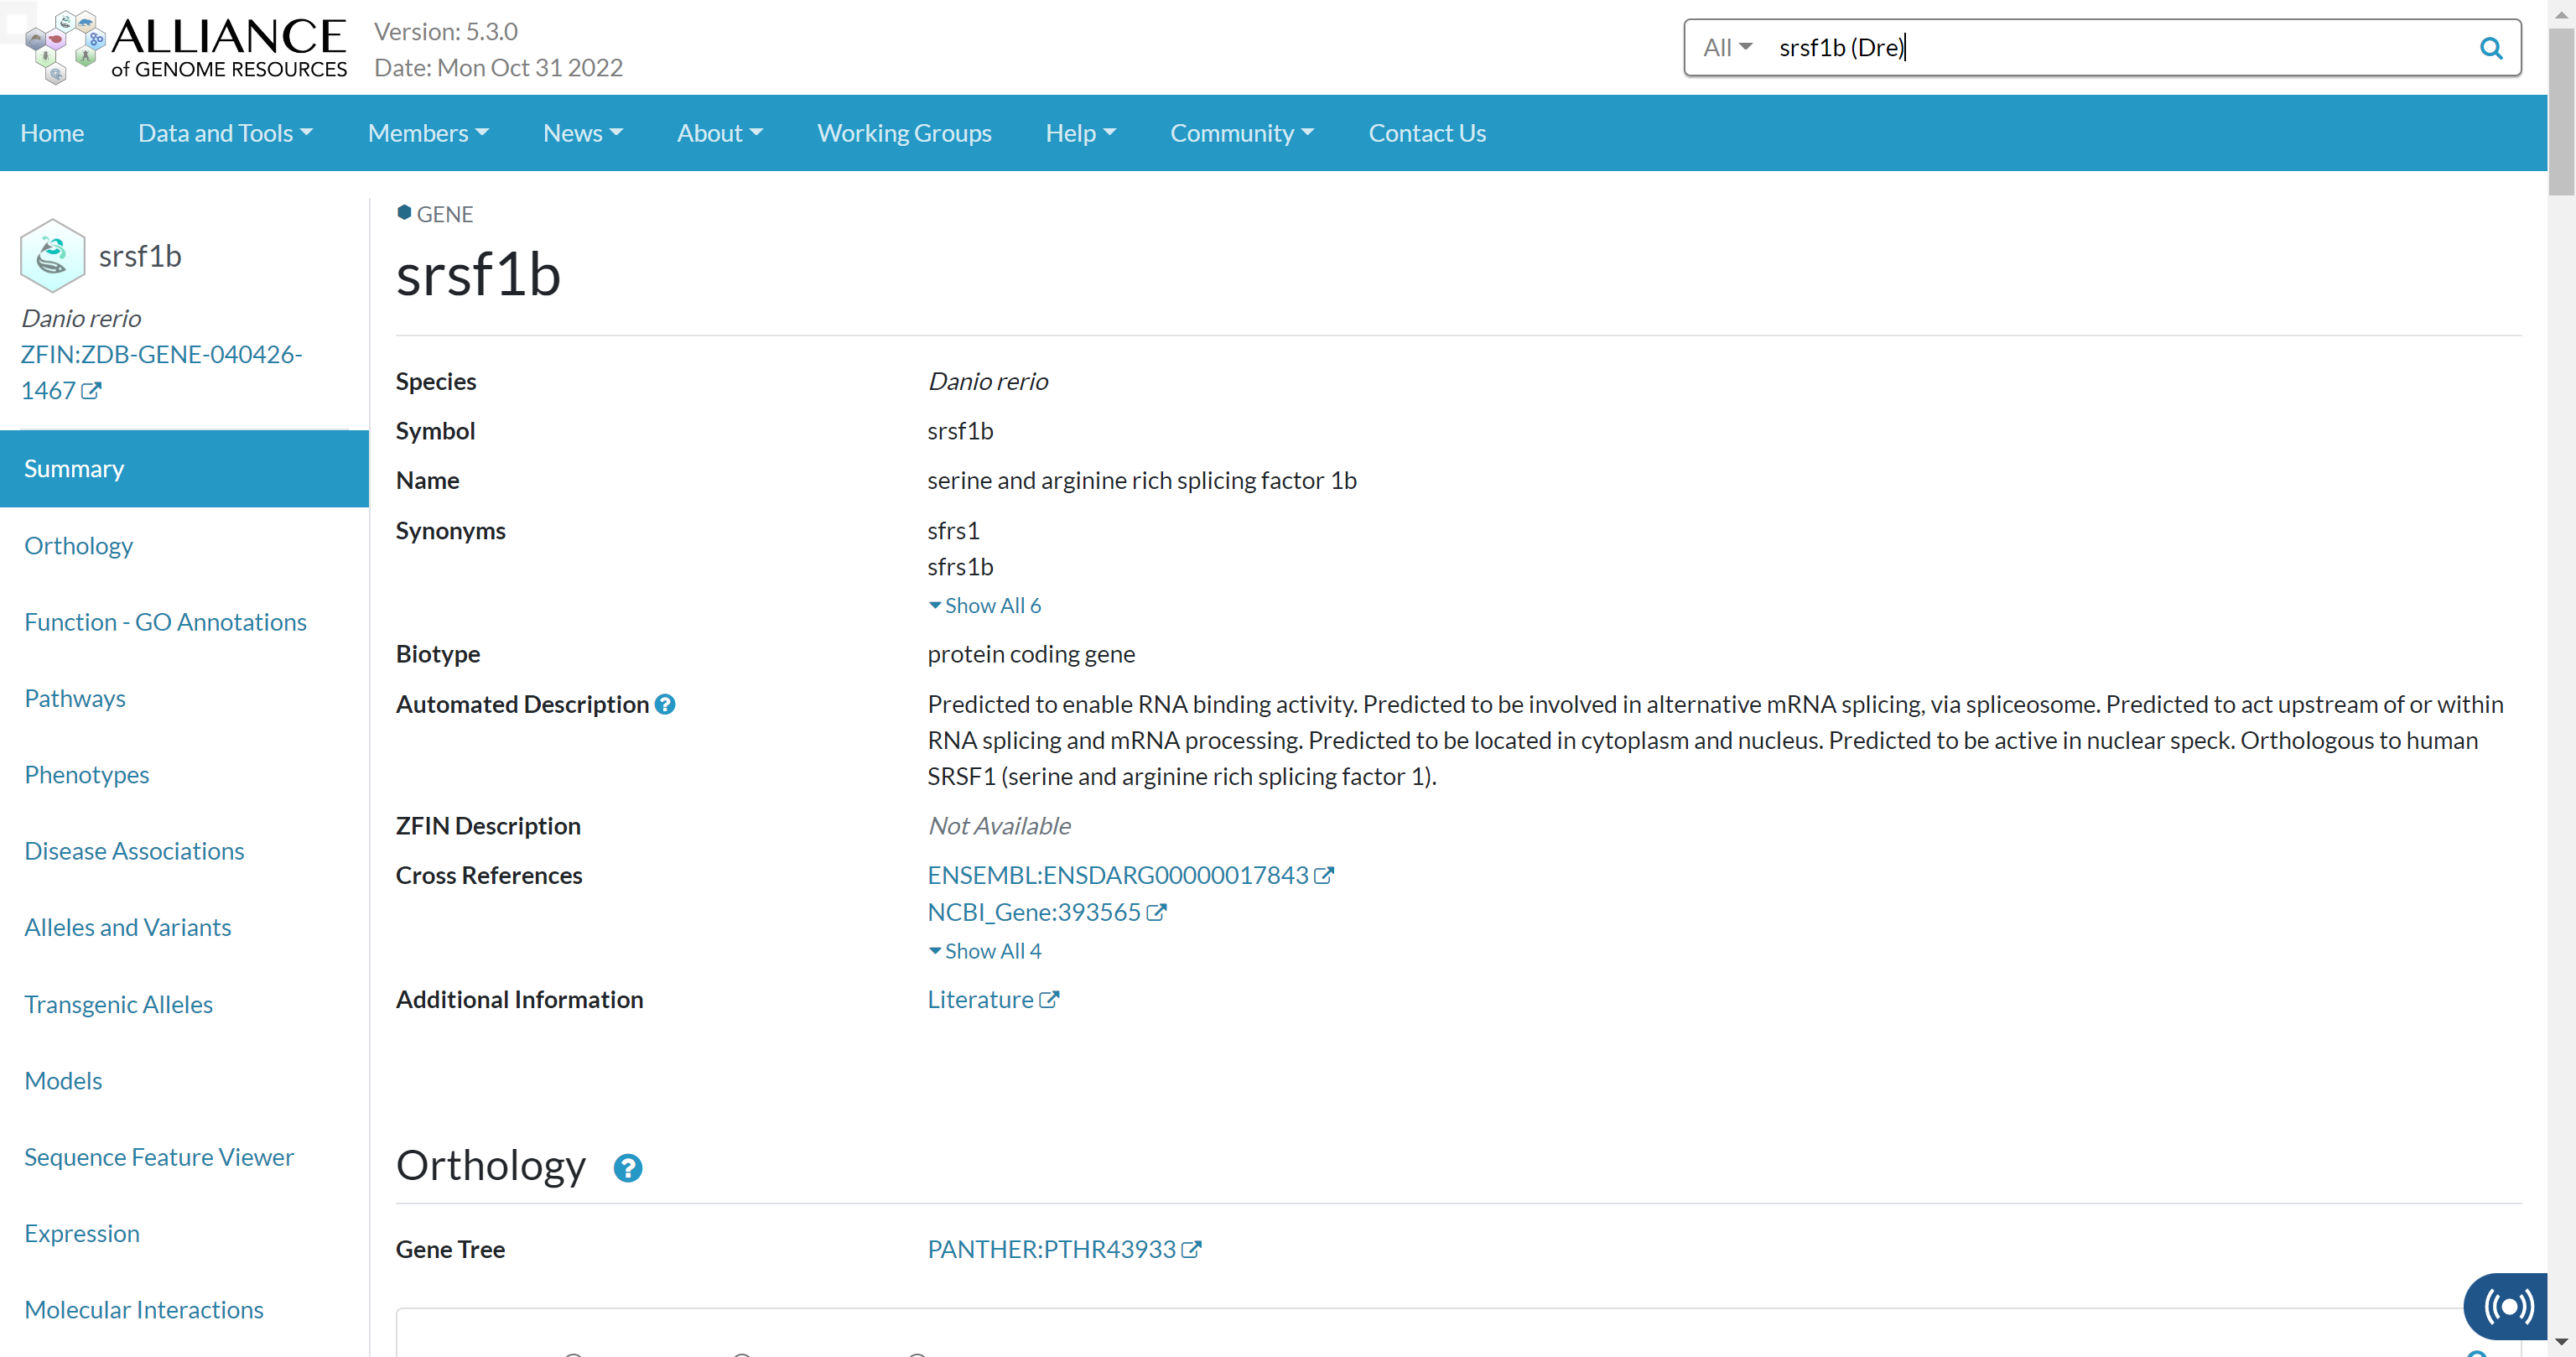 ALLIANCE
of GENOME RESOURCES
Version: 5.3.0
Date: Mon Oct 31 2022
All srsf1b (Dre)
Home Data and Tools Members News About Working Groups Help Community Contact Us
srsf1b
Danio rerio
ZFIN:ZDB-GENE-040426-
1467
Summary
Orthology
Function - GO Annotations
Pathways
Phenotypes
Disease Associations
Alleles and Variants
Transgenic Alleles
Models
Sequence Feature Viewer
Expression
Molecular Interactions
GENE
srsf1b
Species Danio rerio
Symbol srsf1b
Name serine and arginine rich splicing factor 1b
Synonyms sfrs1
sfrs1b
Show All 6
Biotype protein coding gene
Automated Description Predicted to enable RNA binding activity. Predicted to be involved in alternative mRNA splicing, via spliceosome. Predicted to act upstream of or within
RNA splicing and mRNA processing. Predicted to be located in cytoplasm and nucleus. Predicted to be active in nuclear speck. Orthologous to human
SRSF1 (serine and arginine rich splicing factor 1).
ZFIN Description Not Available
Cross References ENSEMBL:ENSDARG00000017843
NCBI_Gene:393565
Show All 4
Additional Information Literature
Orthology
Gene Tree PANTHER:PTHR43933